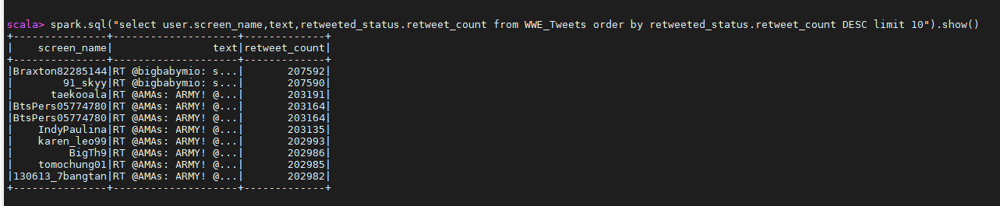 scala> spark.sql("select user.screen_name,text,retweeted_status.retweet_count from WWE_Tweets order by retweeted_status.retweet_count DESC limit 10").show()
+---------------+--------------------+-------------+
|    screen_name|                text|retweet_count|
+---------------+--------------------+-------------+
|Braxton82285144|RT @bigbabymio: s...|       207592|
|        91_skyy|RT @bigbabymio: s...|       207590|
|      taekooala|RT @AMAs: ARMY! @...|       203191|
|BtsPers05774780|RT @AMAs: ARMY! @...|       203164|
|BtsPers05774780|RT @AMAs: ARMY! @...|       203164|
|    IndyPaulina|RT @AMAs: ARMY! @...|       203135|
|    karen_leo99|RT @AMAs: ARMY! @...|       202993|
|         BigTh9|RT @AMAs: ARMY! @...|       202986|
|    tomochung01|RT @AMAs: ARMY! @...|       202985|
|130613_7bangtan|RT @AMAs: ARMY! @...|       202982|
+---------------+--------------------+-------------+